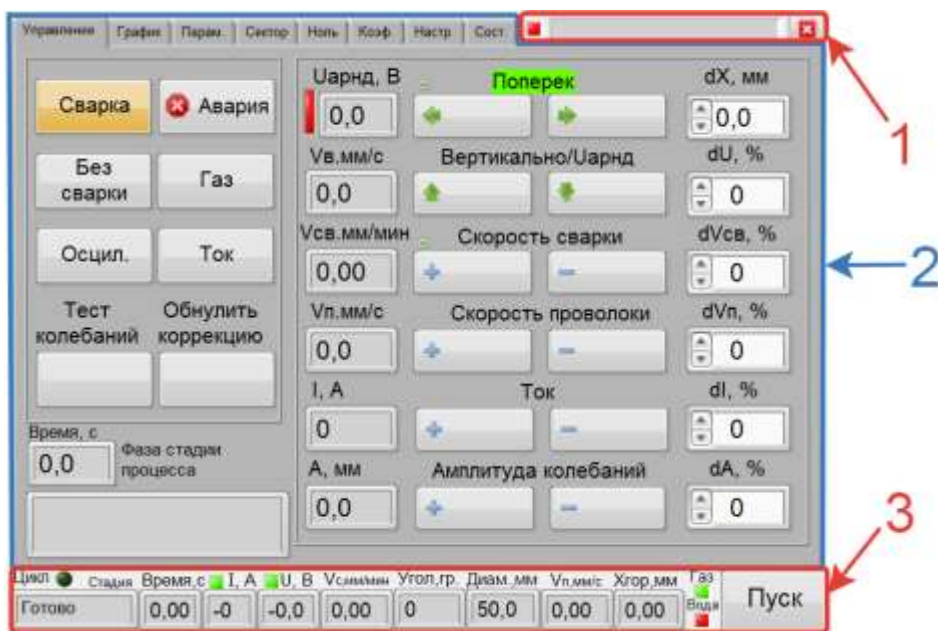 Управление График Парам. Сектор Ноль Коэф. Настр Сост.
1
Сварка Авария
Без сварки Газ
Осцил. Ток
Тест колебаний Обнулить коррекцию
Время, с
0,0
Фаза стадии процесса
Uарнд, В Поперек dX, мм
0,0 0,0
Vв.мм/с Вертикально/Uарнд dU, %
0,0 0
Vсв.мм/мин Скорость сварки dVсв, %
0,00 0
2
Vп.мм/с Скорость проволоки dVп, %
0,0 0
I, А Ток dI, %
0 0
А, мм Амплитуда колебаний dA, %
0,0 0
3
Цикл Стадия Время,с I, А U, В Vс,мм/мин Угол,гр. Диам.,мм Vп,мм/с Xгор,мм Газ
Готово 0,00 -0 -0,0 0,00 0 50,0 0,00 0,00 Вода
Пуск